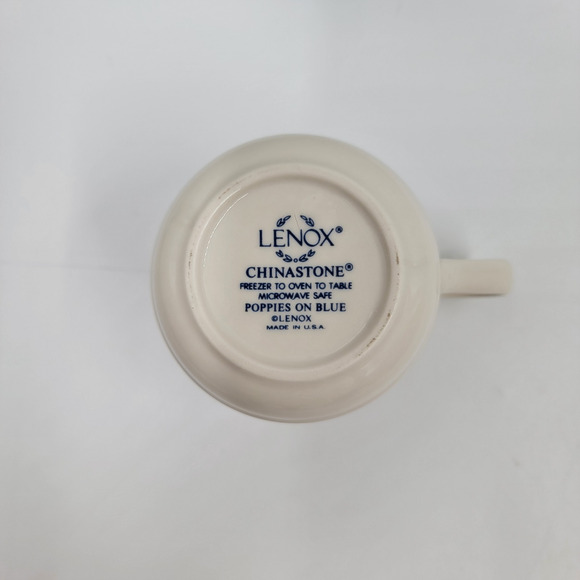 LENOX®
CHINASTONE®
FREEZER TO OVEN TO TABLE
MICROWAVE SAFE
POPPIES ON BLUE
©LENOX
MADE IN U.S.A.